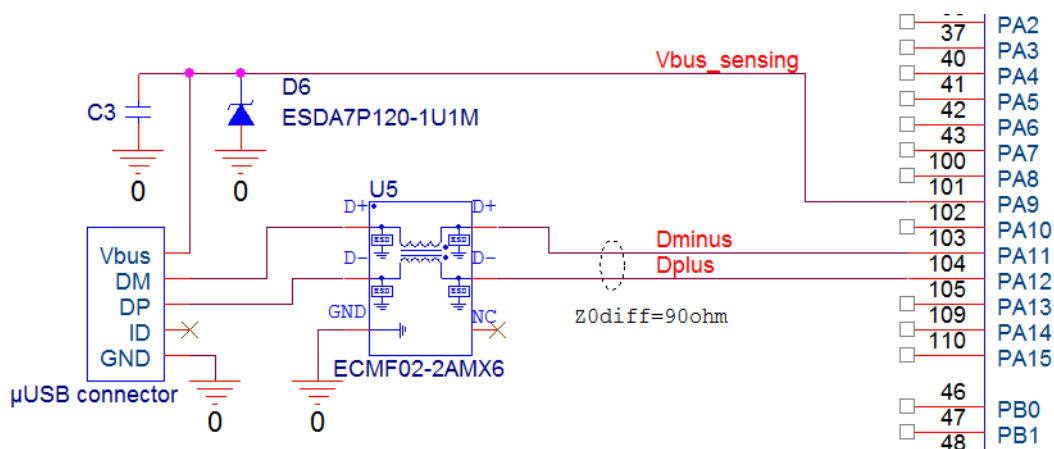 37
PA2
PA3
40
Vbus_sensing
PA4
D6
41
C3
PA5
ESDA7P120-1U1M
42
PA6
43
PA7
100
PA8
0
0
U5
101
D+
D+
PA9
102
PA10
Dminus
103
Vbus
D-
D-
PA11
DM
Dplus
104
PA12
DP
105
GND
NC
PA13
ID
Z0diff=90ohm
109
PA14
GND
110
PA15
ECMF02-2AMX6
µUSB connector
0
0
46
PB0
47
PB1
48